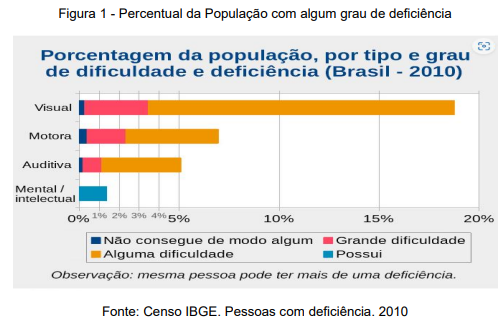 Figura 1 - Percentual da População com algum grau de deficiência
Porcentagem da população, por tipo e grau
de dificuldade e deficiência (Brasil - 2010)
Visual
Motora
Auditiva
Mental /
intelectual
0% 1% 2% 3% 4% 5% 10% 15% 20%
Não consegue de modo algum Grande dificuldade
Alguma dificuldade Possui
Observação: mesma pessoa pode ter mais de uma deficiência.
Fonte: Censo IBGE. Pessoas com deficiência. 2010